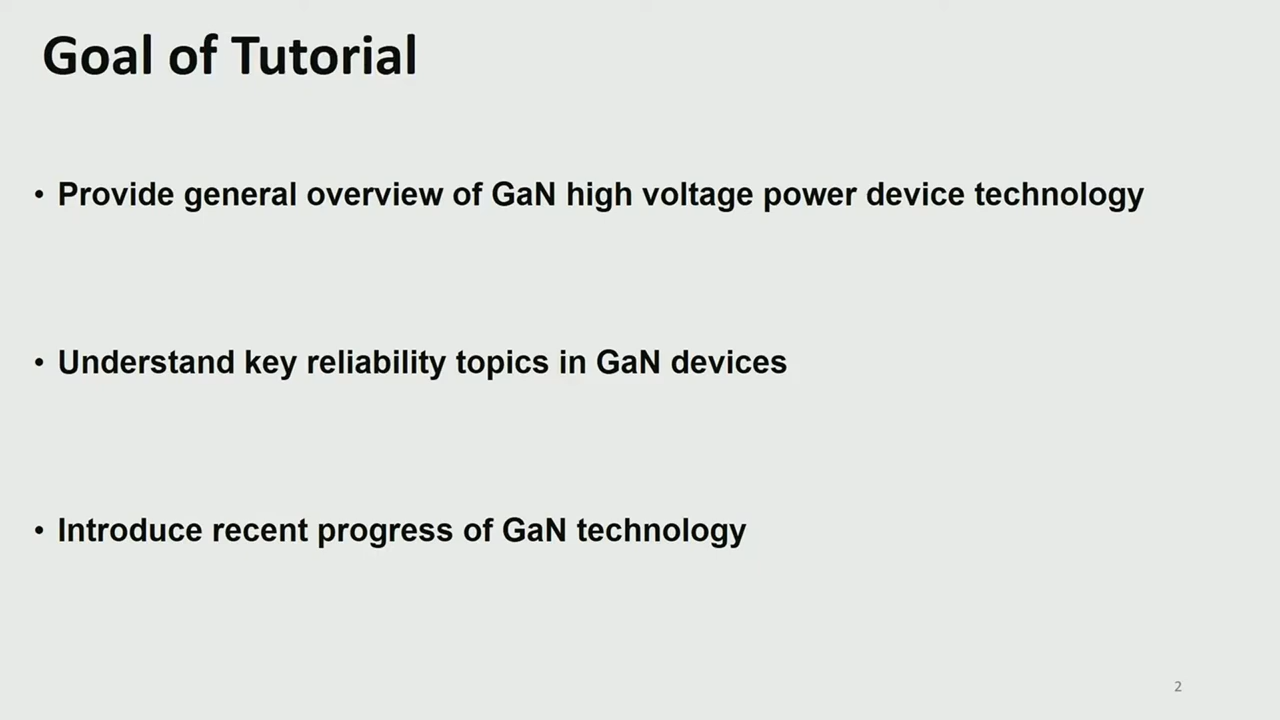 Goal of Tutorial
• Provide general overview of GaN high voltage power device technology
• Understand key reliability topics in GaN devices
• Introduce recent progress of GaN technology
2